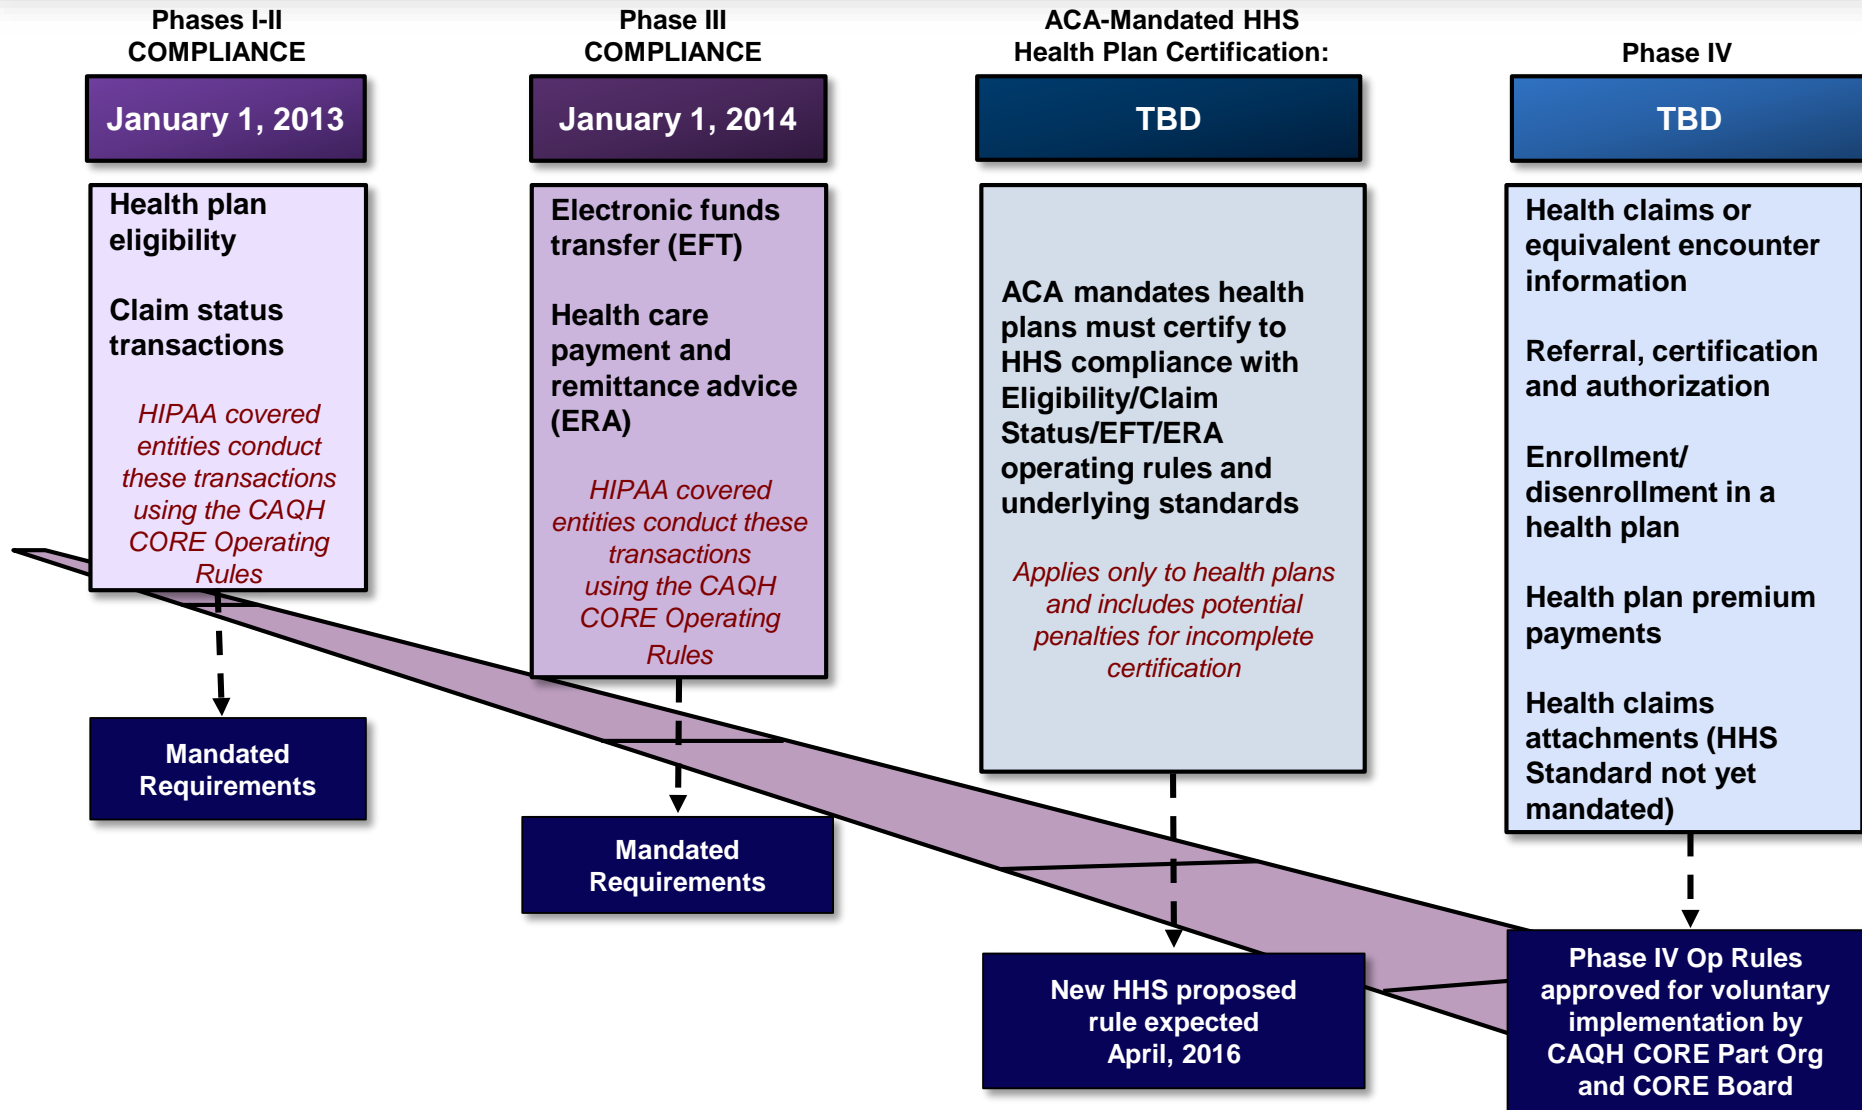 Phases I-II
COMPLIANCE
January 1, 2013
Health plan
eligibility
Claim status
transactions
HIPAA covered
entities conduct
these transactions
using the CAQH
CORE Operating
Rules
Mandated
Requirements
Phase III
COMPLIANCE
January 1, 2014
Electronic funds
transfer (EFT)
Health care
payment and
remittance advice
(ERA)
HIPAA covered
entities conduct these
transactions
using the CAQH
CORE Operating
Rules
Mandated
Requirements
ACA-Mandated HHS
Health Plan Certification:
TBD
ACA mandates health
plans must certify to
HHS compliance with
Eligibility/Claim
Status/EFT/ERA
operating rules and
underlying standards
Applies only to health plans
and includes potential
penalties for incomplete
certification
New HHS proposed
rule expected
April, 2016
Phase IV
TBD
Health claims or
equivalent encounter
information
Referral, certification
and authorization
Enrollment/
disenrollment in a
health plan
Health plan premium
payments
Health claims
attachments (HHS
Standard not yet
mandated)
Phase IV Op Rules
approved for voluntary
implementation by
CAQH CORE Part Org
and CORE Board